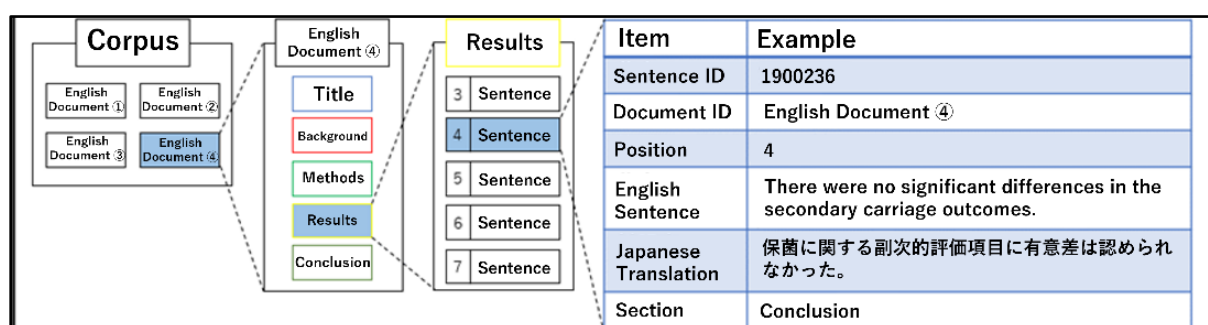 Corpus
English
Document ①
English
Document ②
English
Document ③
English
Document ④
English
Document ④
Title
Background
Methods
Results
Conclusion
Results
3 Sentence
4 Sentence
5 Sentence
6 Sentence
7 Sentence
Item Example
Sentence ID 1900236
Document ID English Document ④
Position 4
English
Sentence
There were no significant differences in the
secondary carriage outcomes.
Japanese
Translation
保菌に関する副次的評価項目に有意差は認められ
なかった。
Section Conclusion